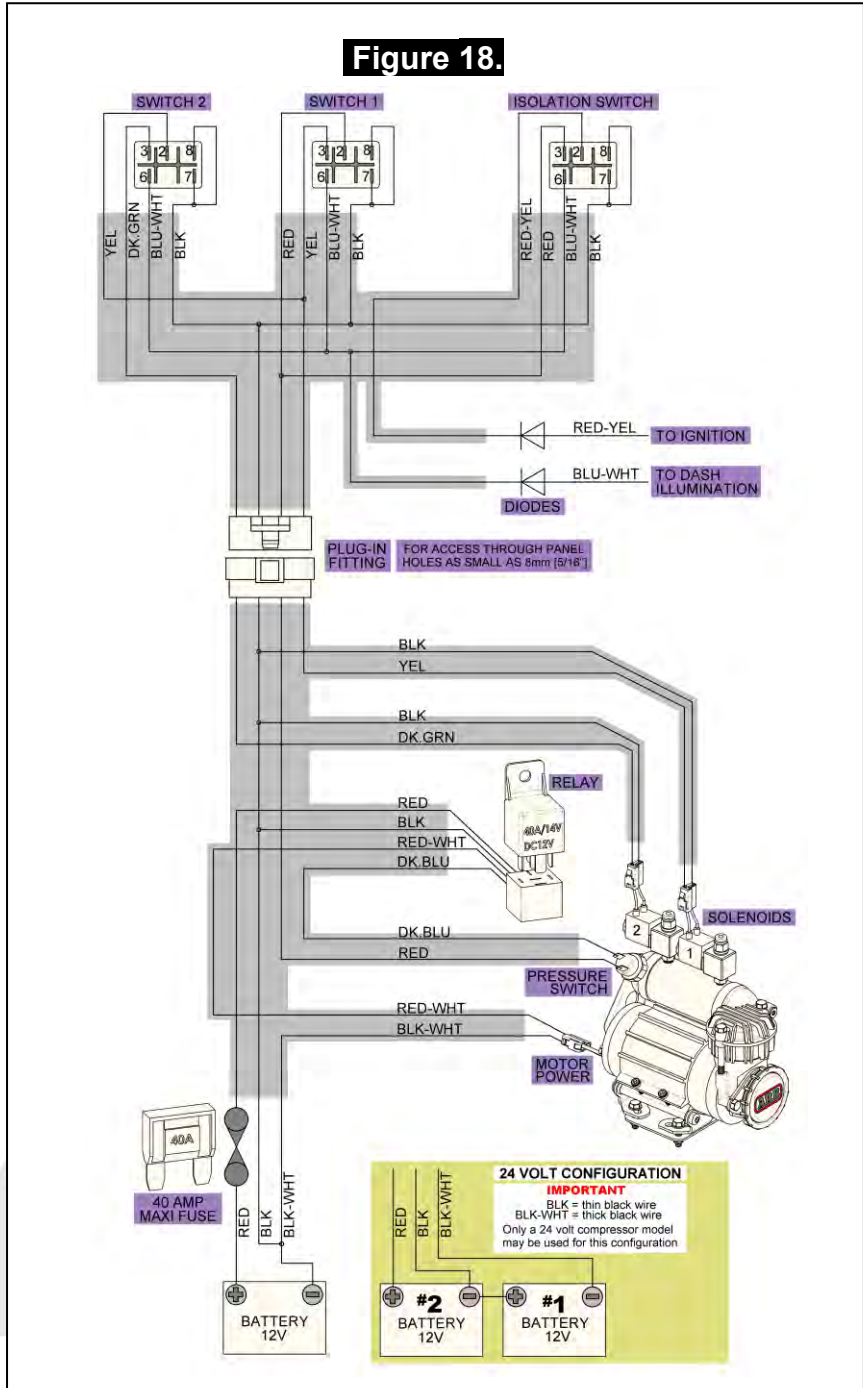 Figure 18.
SWITCH 2
SWITCH 1
ISOLATION SWITCH
3 2 8
6 7
3 2 8
6 7
3 2 8
6 7
YEL
DK.GRN
BLU-WHT
BLK
RED
YEL
BLU-WHT
BLK
RED-YEL
RED
BLU-WHT
BLK
RED-YEL
TO IGNITION
BLU-WHT
TO DASH
ILLUMINATION
DIODES
PLUG-IN
FITTING
FOR ACCESS THROUGH PANEL
HOLES AS SMALL AS 8mm [5/16"]
BLK
YEL
BLK
DK.GRN
RELAY
40A/14V
DC12V
RED
BLK
RED-WHT
DK.BLU
2
1
SOLENOIDS
DK.BLU
RED
PRESSURE
SWITCH
RED-WHT
BLK-WHT
MOTOR
POWER
ARB
40A
40 AMP
MAXI FUSE
RED
BLK
BLK-WHT
BATTERY
12V
24 VOLT CONFIGURATION
IMPORTANT
BLK = thin black wire
BLK-WHT = thick black wire
Only a 24 volt compressor model
may be used for this configuration
RED
BLK
BLK-WHT
#2
BATTERY
12V
#1
BATTERY
12V